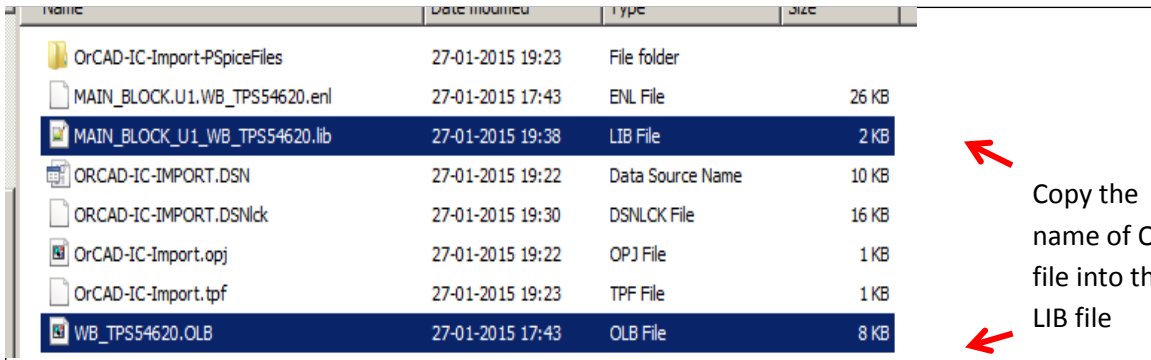 Name Date modified Type Size
OrCAD-IC-Import-PSpiceFiles 27-01-2015 19:23 File folder
MAIN_BLOCK.U1.WB_TPS54620.enl 27-01-2015 17:43 ENL File 26 KB
MAIN_BLOCK_U1_WB_TPS54620.lib 27-01-2015 19:38 LIB File 2 KB
ORCAD-IC-IMPORT.DSN 27-01-2015 19:22 Data Source Name 10 KB
ORCAD-IC-IMPORT.DSNlck 27-01-2015 19:30 DSNLCK File 16 KB
OrCAD-IC-Import.opj 27-01-2015 19:22 OPJ File 1 KB
OrCAD-IC-Import.tpf 27-01-2015 19:23 TPF File 1 KB
WB_TPS54620.OLB 27-01-2015 17:43 OLB File 8 KB
Copy the
name of
file into
LIB file